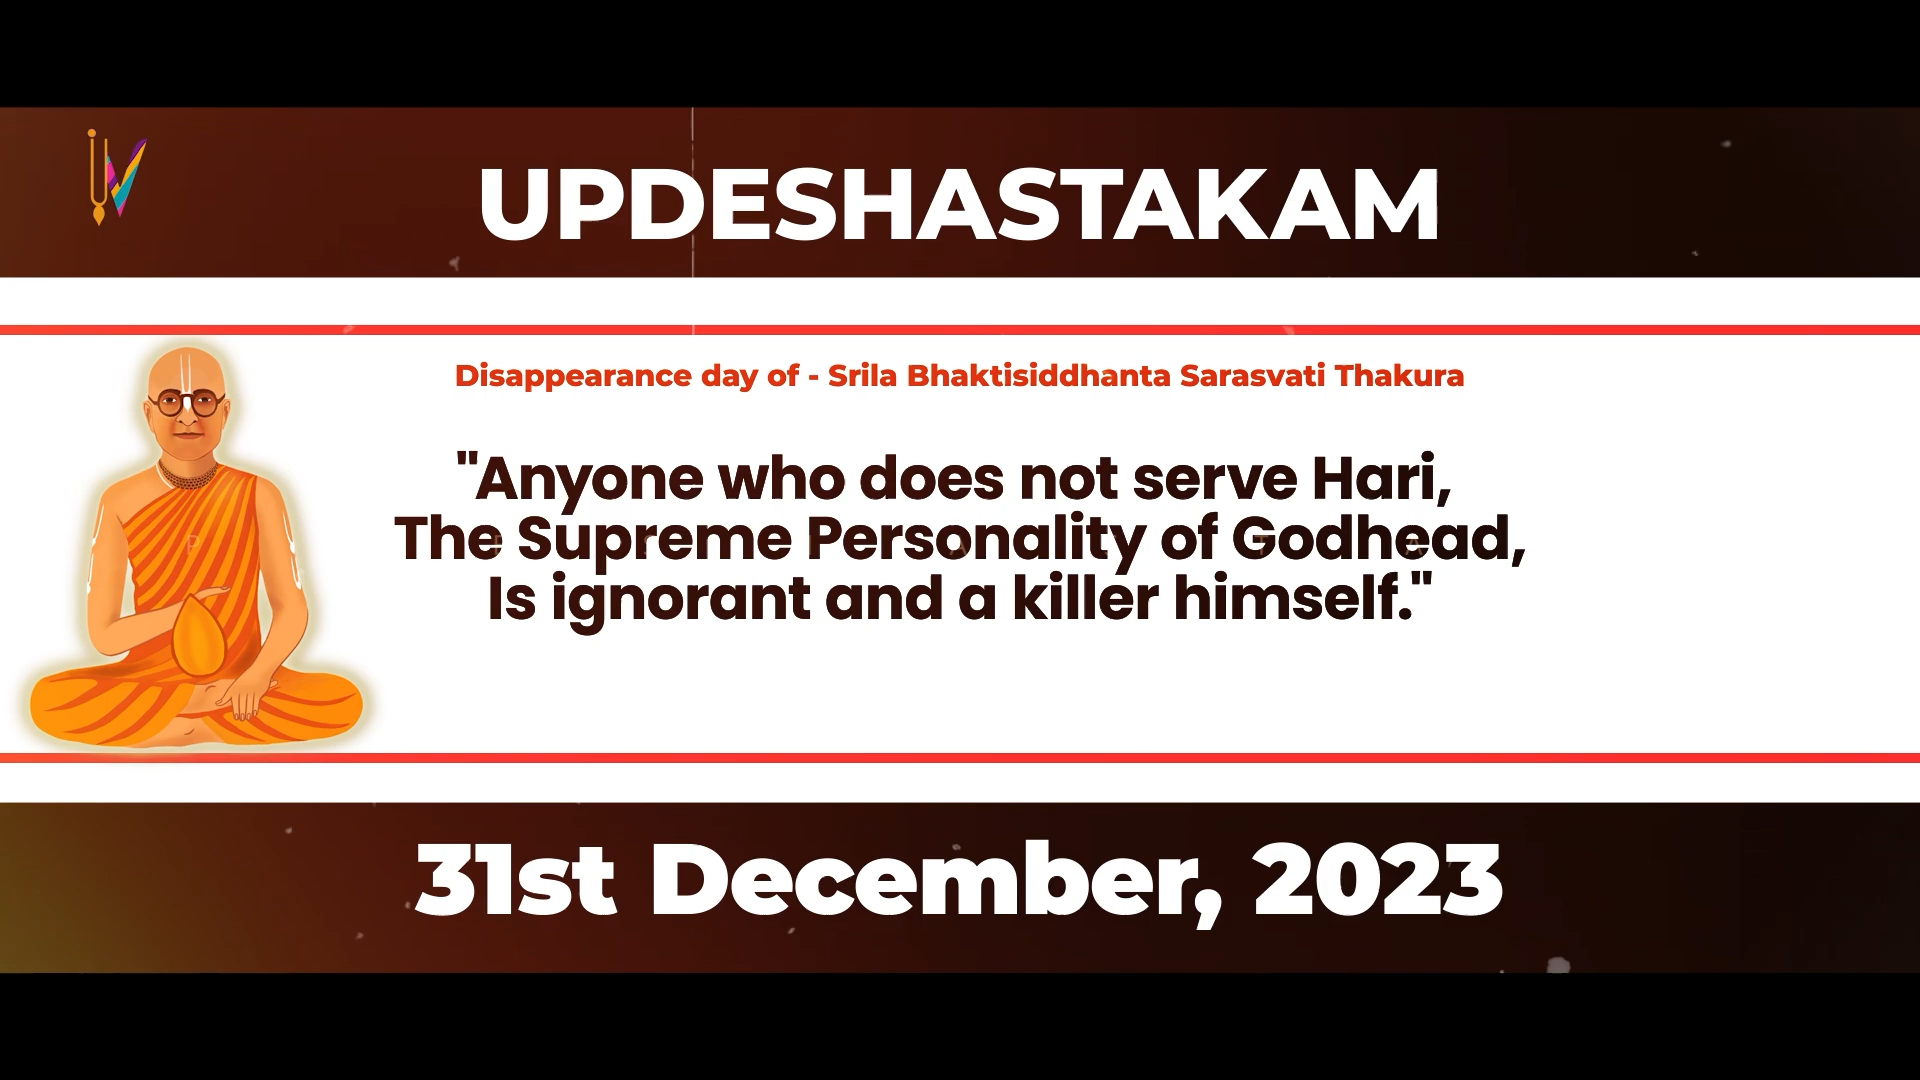 UPDESHASTAKAM
Disappearance day of - Srila Bhaktisiddhanta Sarasvati Thakura
"Anyone who does not serve Hari,
The Supreme Personality of Godhead,
Is ignorant and a killer himself."
31st December, 2023